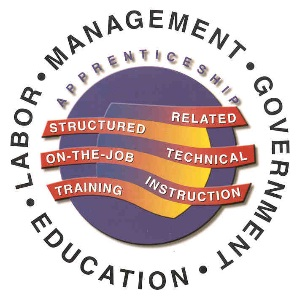 LABOR • MANAGEMENT • GOVERNMENT • EDUCATION •
APPRENTICESHIP
STRUCTURED RELATED
ON-THE-JOB TECHNICAL
TRAINING INSTRUCTION